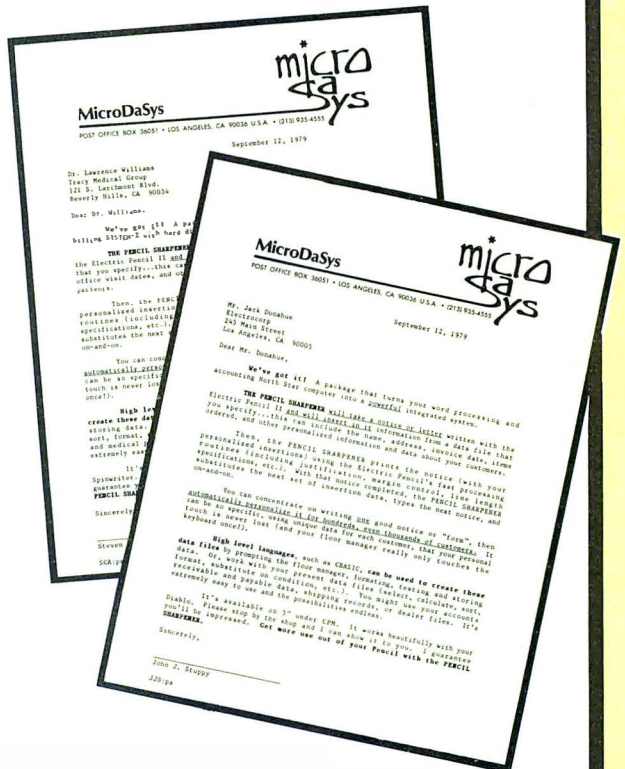 micro
da
sys
MicroDaSys
POST OFFICE BOX 36051 • LOS ANGELES, CA 90036 U.S.A. • (213) 935-4555
September 12, 1979
Dr. Lawrence Williams
Tracy Medical Group
121 S. Larchmont Blvd.
Beverly Hills, CA 90034
Dear Dr. Williams,
We've got it! A
billing SYSTEM-Z with hard
THE PENCIL SHARPENER
the Electric Pencil II and
that you specify...this can
office visit dates, and
patients.
Then, the
personalized
routines (including
specifications, etc.).
substitutes the next
on-and-on.
You can
automatically
can be so
touch is never
once!).
High
create these
storing data.
sort, format,
and medical
extremely
It's
Spinwriter.
guarantee
PENCIL
Sincerely,
Steven
micro
da
sys
MicroDaSys
POST OFFICE BOX 36051 • LOS ANGELES, CA 90036 U.S.A. • (213) 935-4555
September 12, 1979
Mr. Jack Donahue
Electrocorp
245 Main Street
Los Angeles, CA 90005
Dear Mr. Donahue,
We've got it! A package that turns your word processing and
accounting North Star computer into a powerful integrated system.
THE PENCIL SHARPENER will take a notice or letter written with the
Electric Pencil II and will insert in it information from a data file that
you specify...this can include the name, address, invoice date, items
ordered, and other personalized information and data about your customers.
Then, the PENCIL SHARPENER prints the notice (with your
personalized insertions) using the Electric Pencil's fast processing
routines (including justification, margin control, line length
specifications, etc.). With that notice completed, the PENCIL SHARPENER
substitutes the next set of insertion data, types the next notice, and
on-and-on.
You can concentrate on writing one good notice or "form", then
automatically personalize it for hundreds, even thousands of customers. It
can be so specific, using unique data for each customer, that your personal
touch is never lost (and your floor manager really only touches the
keyboard once!).
High level languages, such as CBASIC, can be used to create these
data files by prompting the floor manager, formating, testing and storing
data. Or, work with your present data files (select, calculate, sort,
format, substitute on condition, etc.). You might use your accounts
receivable and payable data, shipping records, or dealer files. It's
extremely easy to use and the possibilities endless.
It's available on 5" under CPM. It works beautifully with your
Diablo. Please stop by the shop and I can show it to you. I guarantee
you'll be impressed. Get more use out of your Pencil with the PENCIL
SHARPENER.
Sincerely,
John J. Stuppy
JJS:ps